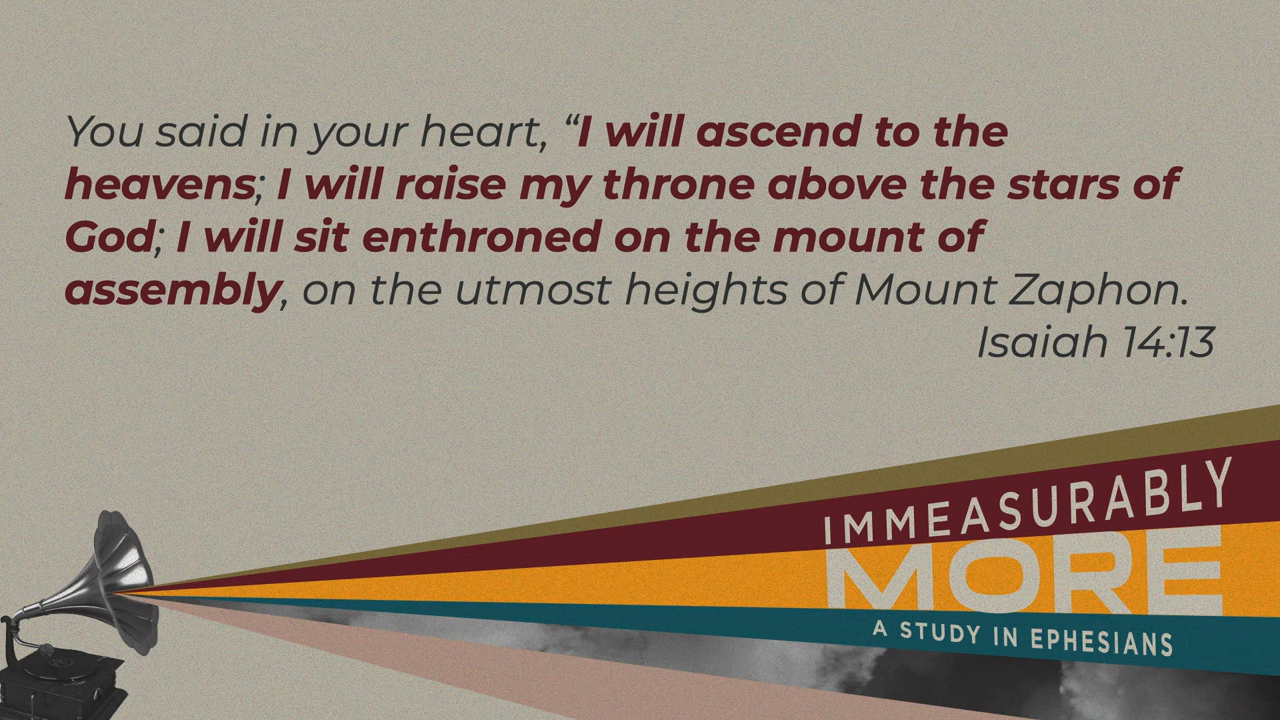 You said in your heart, “I will ascend to the
heavens; I will raise my throne above the stars of
God; I will sit enthroned on the mount of
assembly, on the utmost heights of Mount Zaphon.
Isaiah 14:13
IMMEASURABLY
MORE
A STUDY IN EPHESIANS